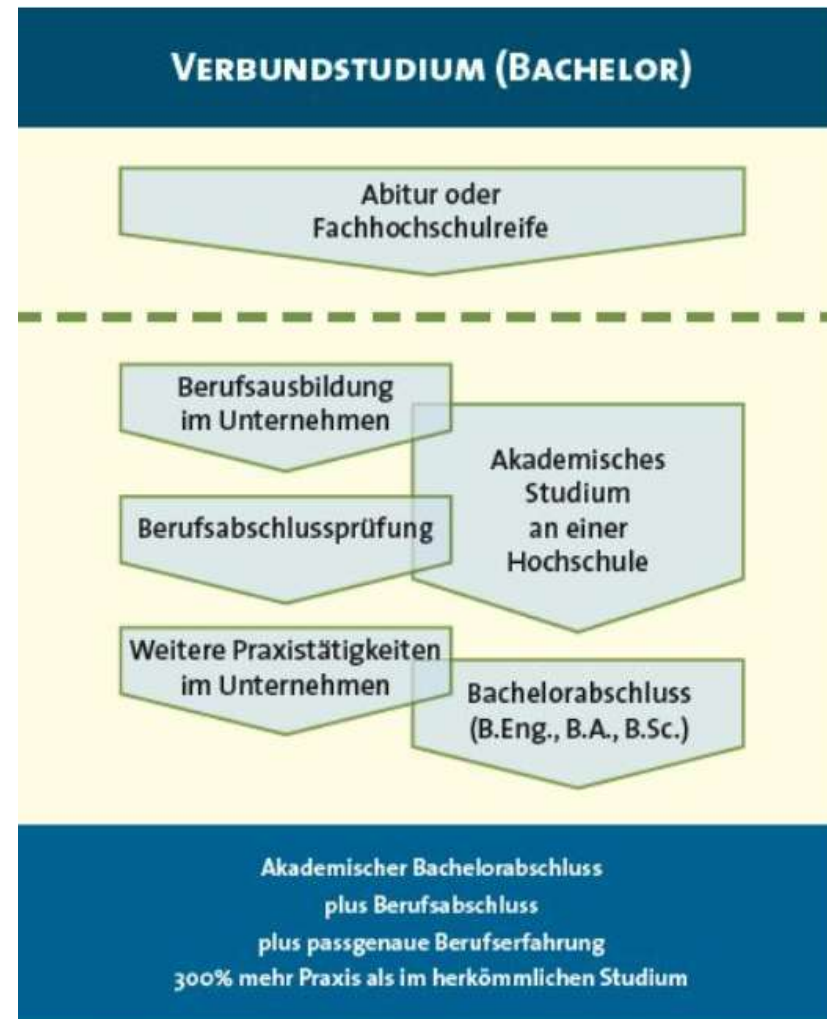 VERBUNDSTUDIUM (BACHELOR)
Abitur oder
Fachhochschulreife
Berufsausbildung
im Unternehmen
Berufsabschlussprüfung
Weitere Praxistätigkeiten
im Unternehmen
Akademisches
Studium
an einer
Hochschule
Bachelorabschluss
(B.Eng., B.A., B.Sc.)
Akademischer Bachelorabschluss
plus Berufsabschluss
plus passgenaue Berufserfahrung
300% mehr Praxis als im herkömmlichen Studium